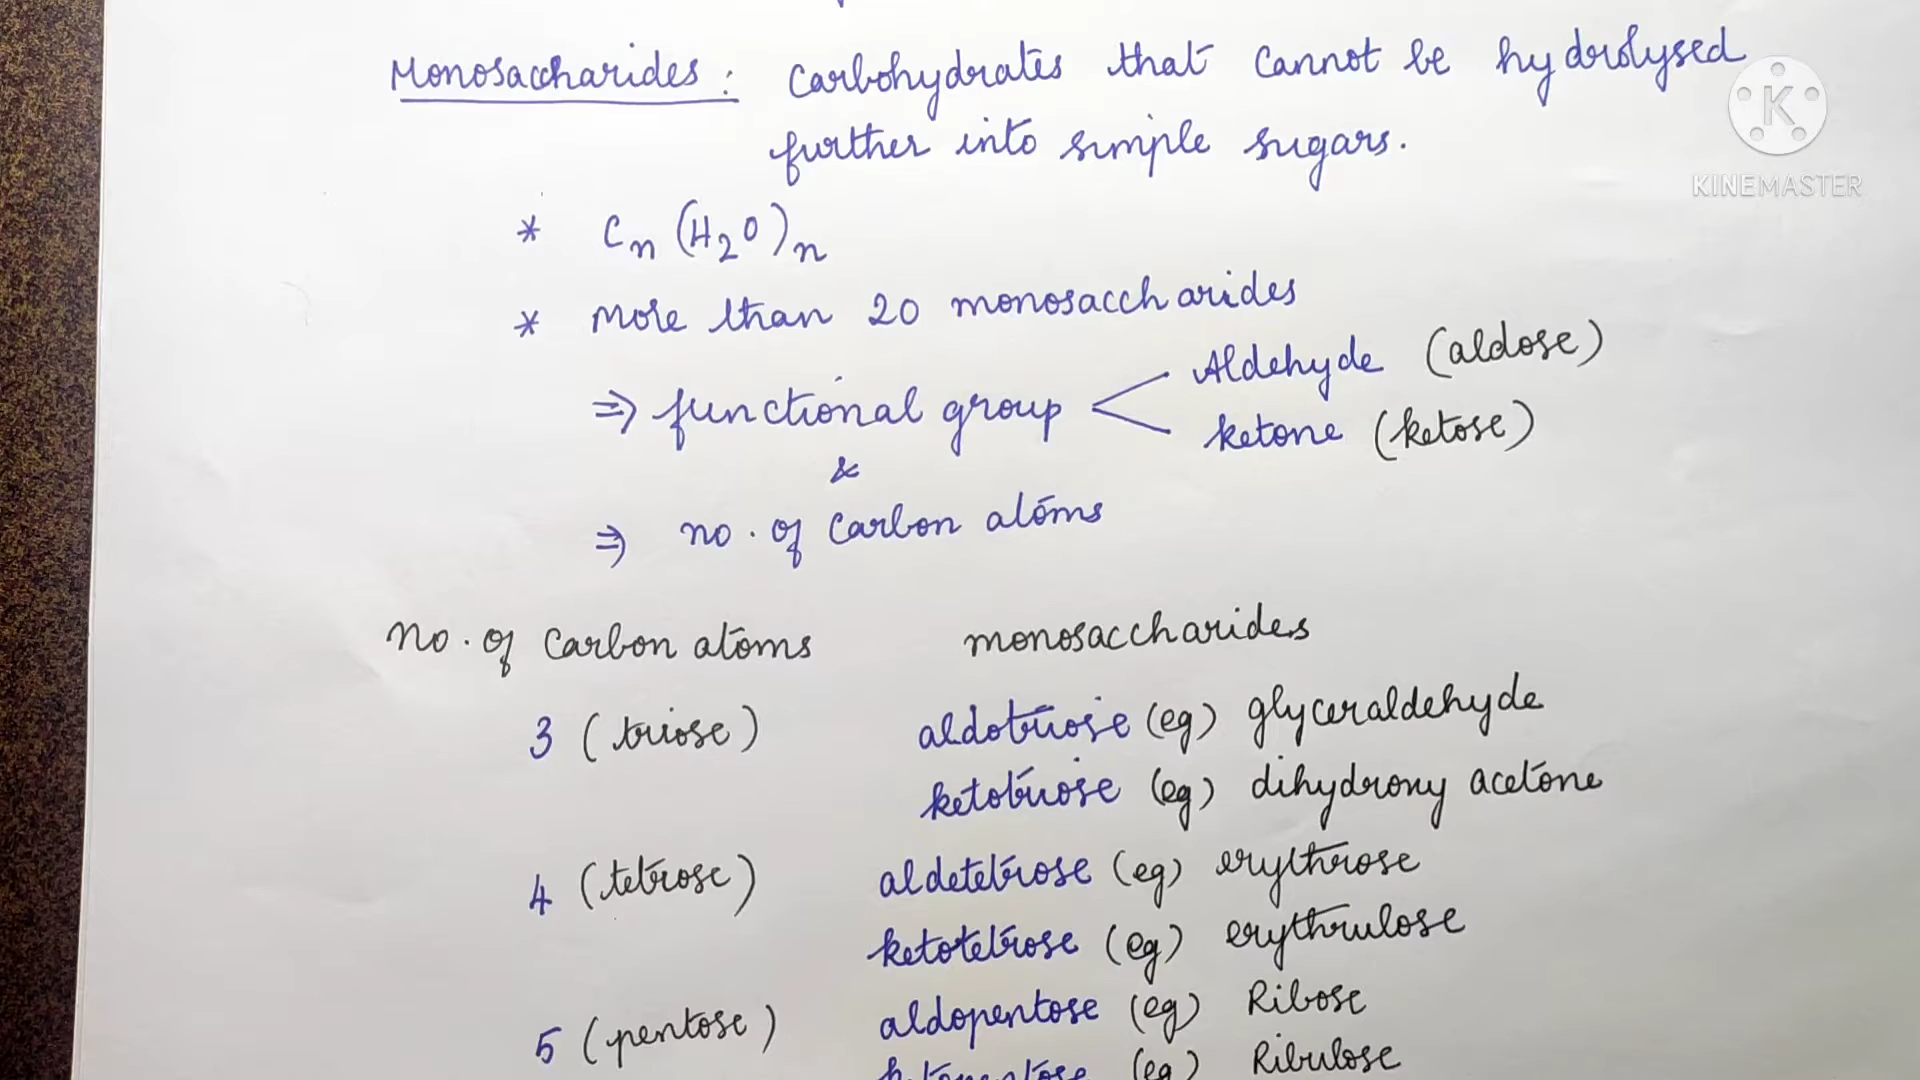 Monosaccharides : Carbohydrates that cannot be hydrolysed
further into simple sugars.
K
KINEMASTER
* Cn (H2O)n
* More than 20 monosaccharides
⇒ functional group < Aldehyde (aldose)
ketone (ketose)
&
⇒ no. of Carbon atoms
No. of Carbon atoms monosaccharides
3 (triose) aldotriose (eg) glyceraldehyde
ketotriose (eg) dihydroxy acetone
4 (tetrose) aldetetrose (eg) erythrose
ketotetrose (eg) erythrulose
5 (pentose) aldopentose (eg) Ribose
ketopentose (eg) Ribulose